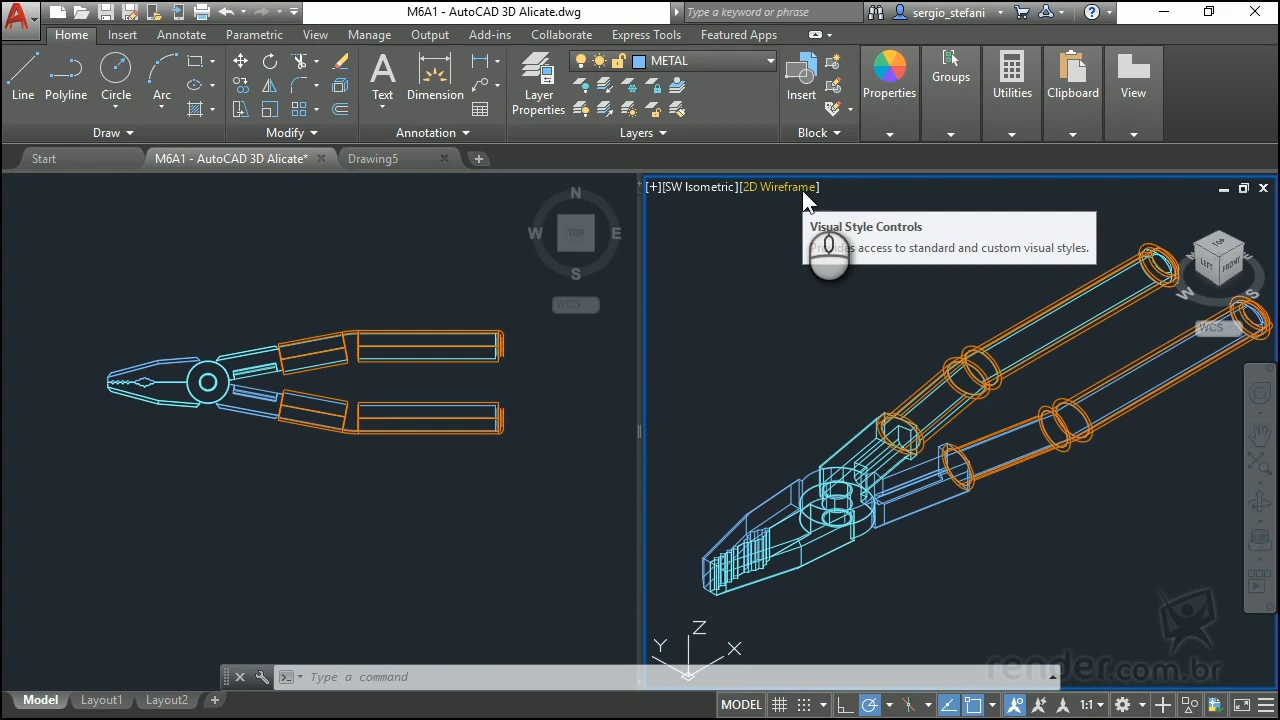 M6A1 - AutoCAD 3D Alicate.dwg
Type a keyword or phrase
sergio_stefani
Home Insert Annotate Parametric View Manage Output Add-ins Collaborate Express Tools Featured Apps
METAL
Line Polyline Circle Arc
Text Dimension
Layer Properties
Insert
Properties
Groups
Utilities
Clipboard
View
Draw Modify Annotation Layers Block
Start M6A1 - AutoCAD 3D Alicate* Drawing5
[+][SW Isometric][2D Wireframe]
Visual Style Controls
access to standard and custom visual styles.
N
W TOP E
S
WCS
TOP
LEFT FRONT
W S
WCS
Z
Y X
render.com.br
Type a command
Model Layout1 Layout2
MODEL 1:1